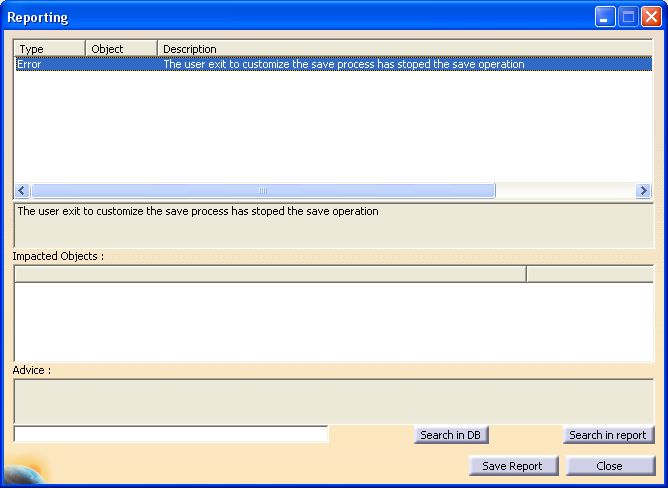 Reporting
Type Object Description
Error The user exit to customize the save process has stoped the save operation
The user exit to customize the save process has stoped the save operation
Impacted Objects :
Advice :
Search in DB Search in report
Save Report Close